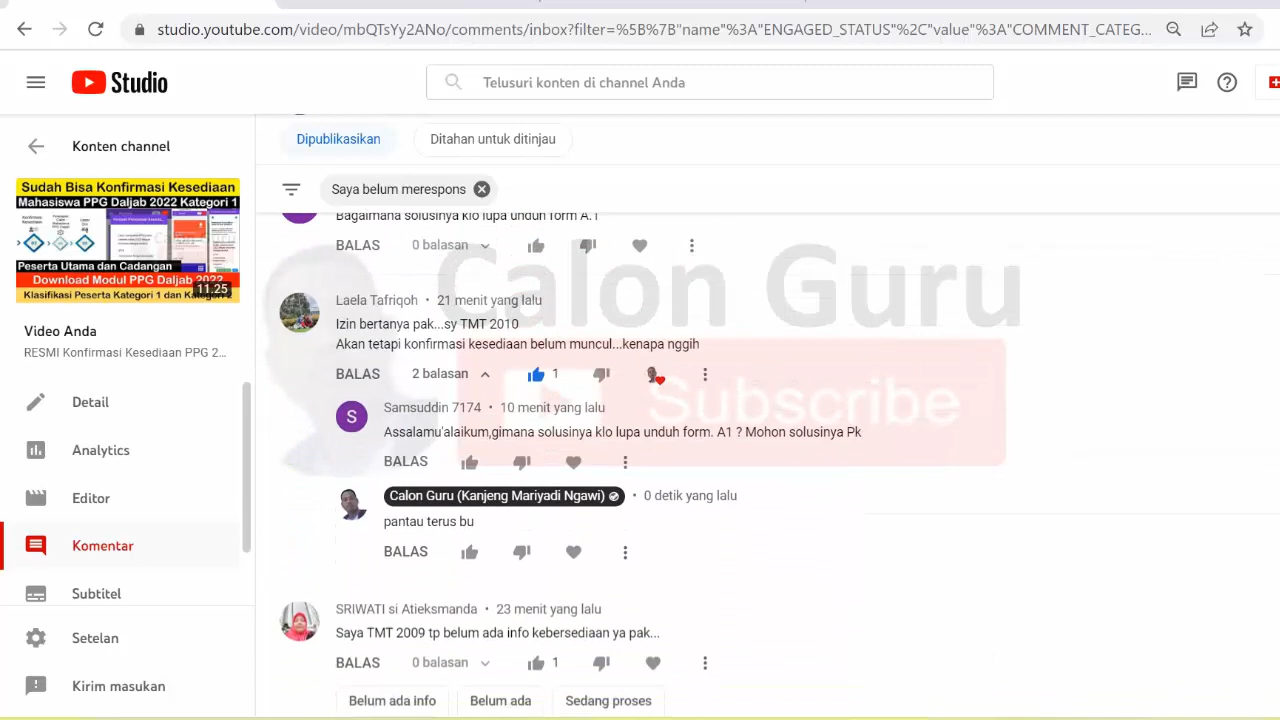 studio.youtube.com/video/mbQTsYy2ANo/comments/inbox?filter=%5B%7B"name"%3A"ENGAGED_STATUS"%2C"value"%3A"COMMENT_CATEG...
Studio
Telusuri konten di channel Anda
Konten channel
Sudah Bisa Konfirmasi Kesediaan
Mahasiswa PPG Daljab 2022 Kategori 1
Peserta Utama dan Cadangan
Download Modul PPG Daljab 2022
Klasifikasi Peserta Kategori 1 dan Kategori 2
11.25
Video Anda
RESMI Konfirmasi Kesediaan PPG 2...
Detail
Analytics
Editor
Komentar
Subtitel
Setelan
Kirim masukan
Dipublikasikan
Ditahan untuk ditinjau
Saya belum merespons
Bagaimana solusinya klo lupa unduh form A.1
BALAS 0 balasan
Calon Guru
Subscribe
Laela Tafriqoh • 21 menit yang lalu
Izin bertanya pak...sy TMT 2010
Akan tetapi konfirmasi kesediaan belum muncul...kenapa nggih
BALAS 2 balasan 1
S
Samsuddin 7174 • 10 menit yang lalu
Assalamu'alaikum,gimana solusinya klo lupa unduh form. A1 ? Mohon solusinya Pk
BALAS
Calon Guru (Kanjeng Mariyadi Ngawi) • 0 detik yang lalu
pantau terus bu
BALAS
SRIWATI si Atieksmanda • 23 menit yang lalu
Saya TMT 2009 tp belum ada info kebersediaan ya pak...
BALAS 0 balasan 1
Belum ada info
Belum ada
Sedang proses